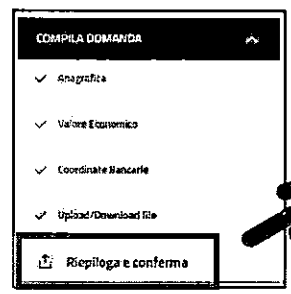 COMPILA DOMANDA
Anagrafica
Valore Economico
Coordinate Bancarie
Upload/Download file
Riepiloga e conferma